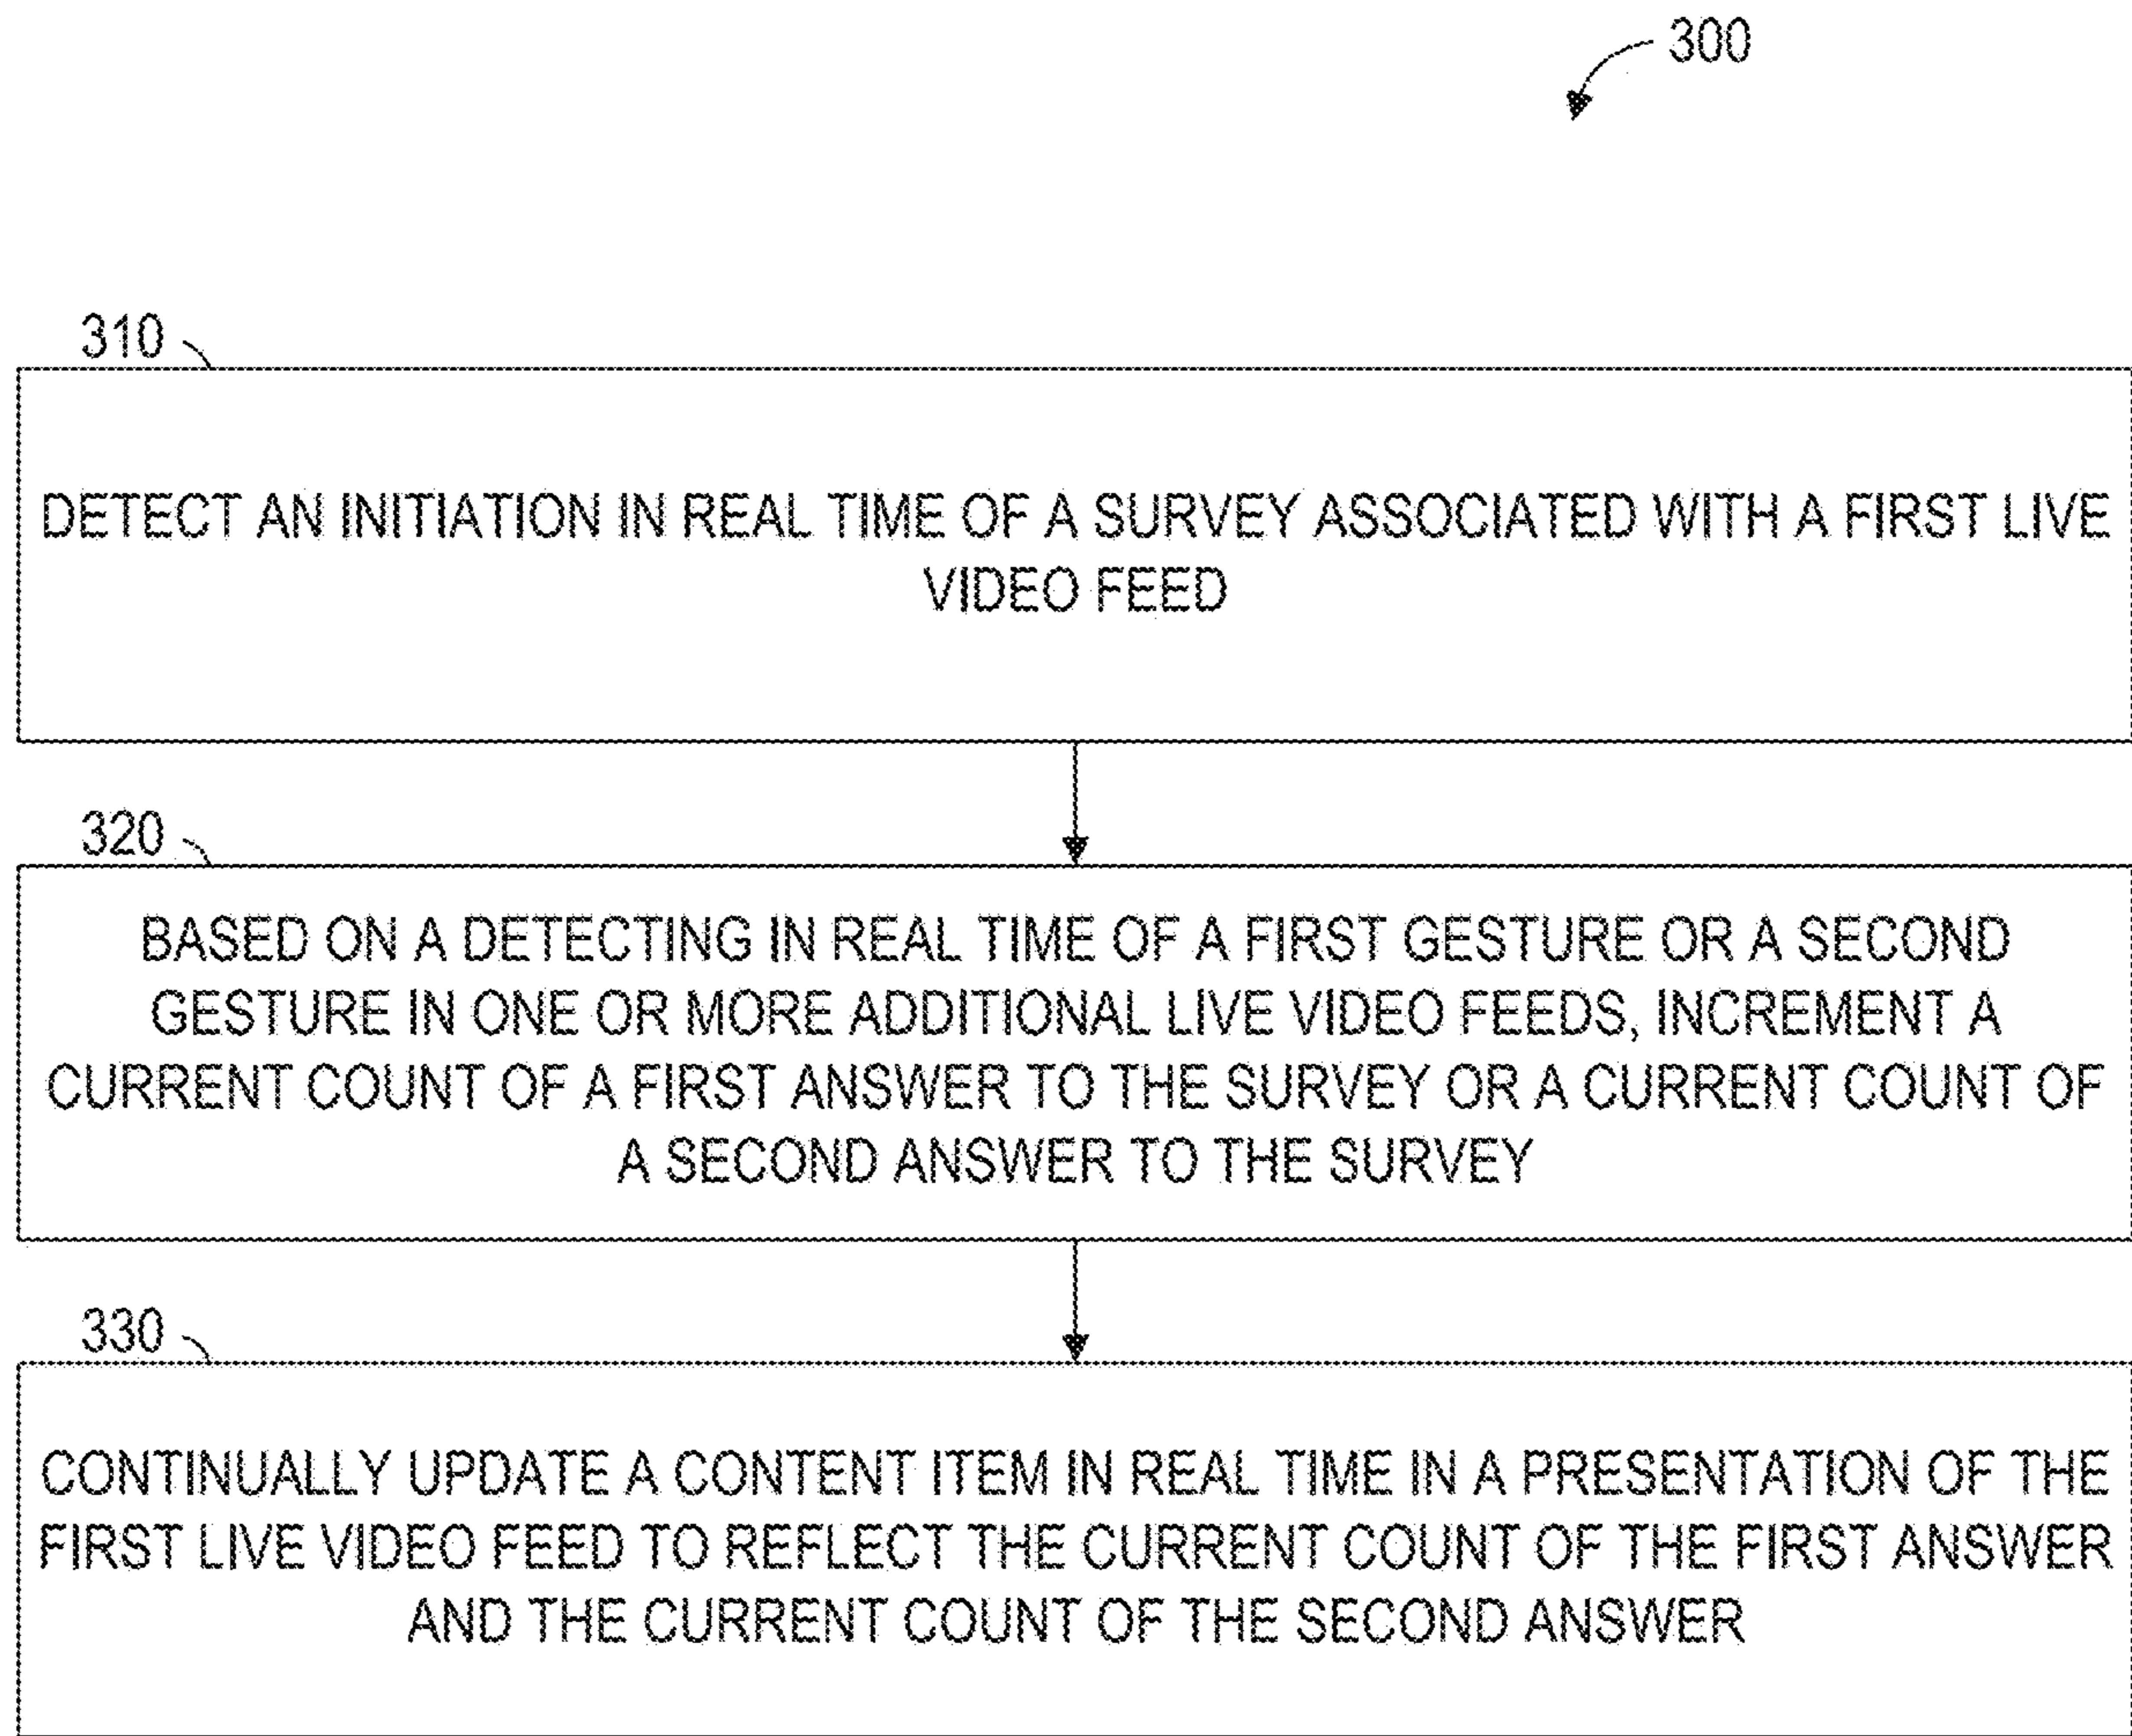 300
310
DETECT AN INITIATION IN REAL TIME OF A SURVEY ASSOCIATED WITH A FIRST LIVE
VIDEO FEED
320
BASED ON A DETECTING IN REAL TIME OF A FIRST GESTURE OR A SECOND
GESTURE IN ONE OR MORE ADDITIONAL LIVE VIDEO FEEDS, INCREMENT A
CURRENT COUNT OF A FIRST ANSWER TO THE SURVEY OR A CURRENT COUNT OF
A SECOND ANSWER TO THE SURVEY
330
CONTINUALLY UPDATE A CONTENT ITEM IN REAL TIME IN A PRESENTATION OF THE
FIRST LIVE VIDEO FEED TO REFLECT THE CURRENT COUNT OF THE FIRST ANSWER
AND THE CURRENT COUNT OF THE SECOND ANSWER